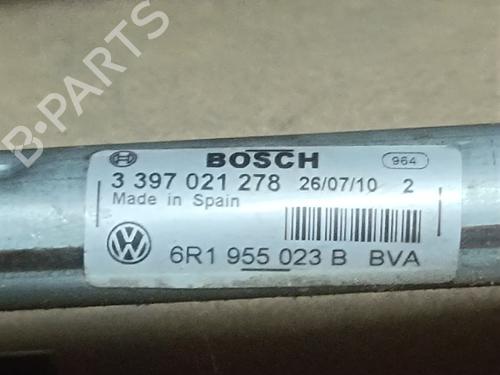 B-PARTS
BOSCH 964
3 397 021 278 26/07/10 2
Made in Spain
6R1 955 023 B BVA